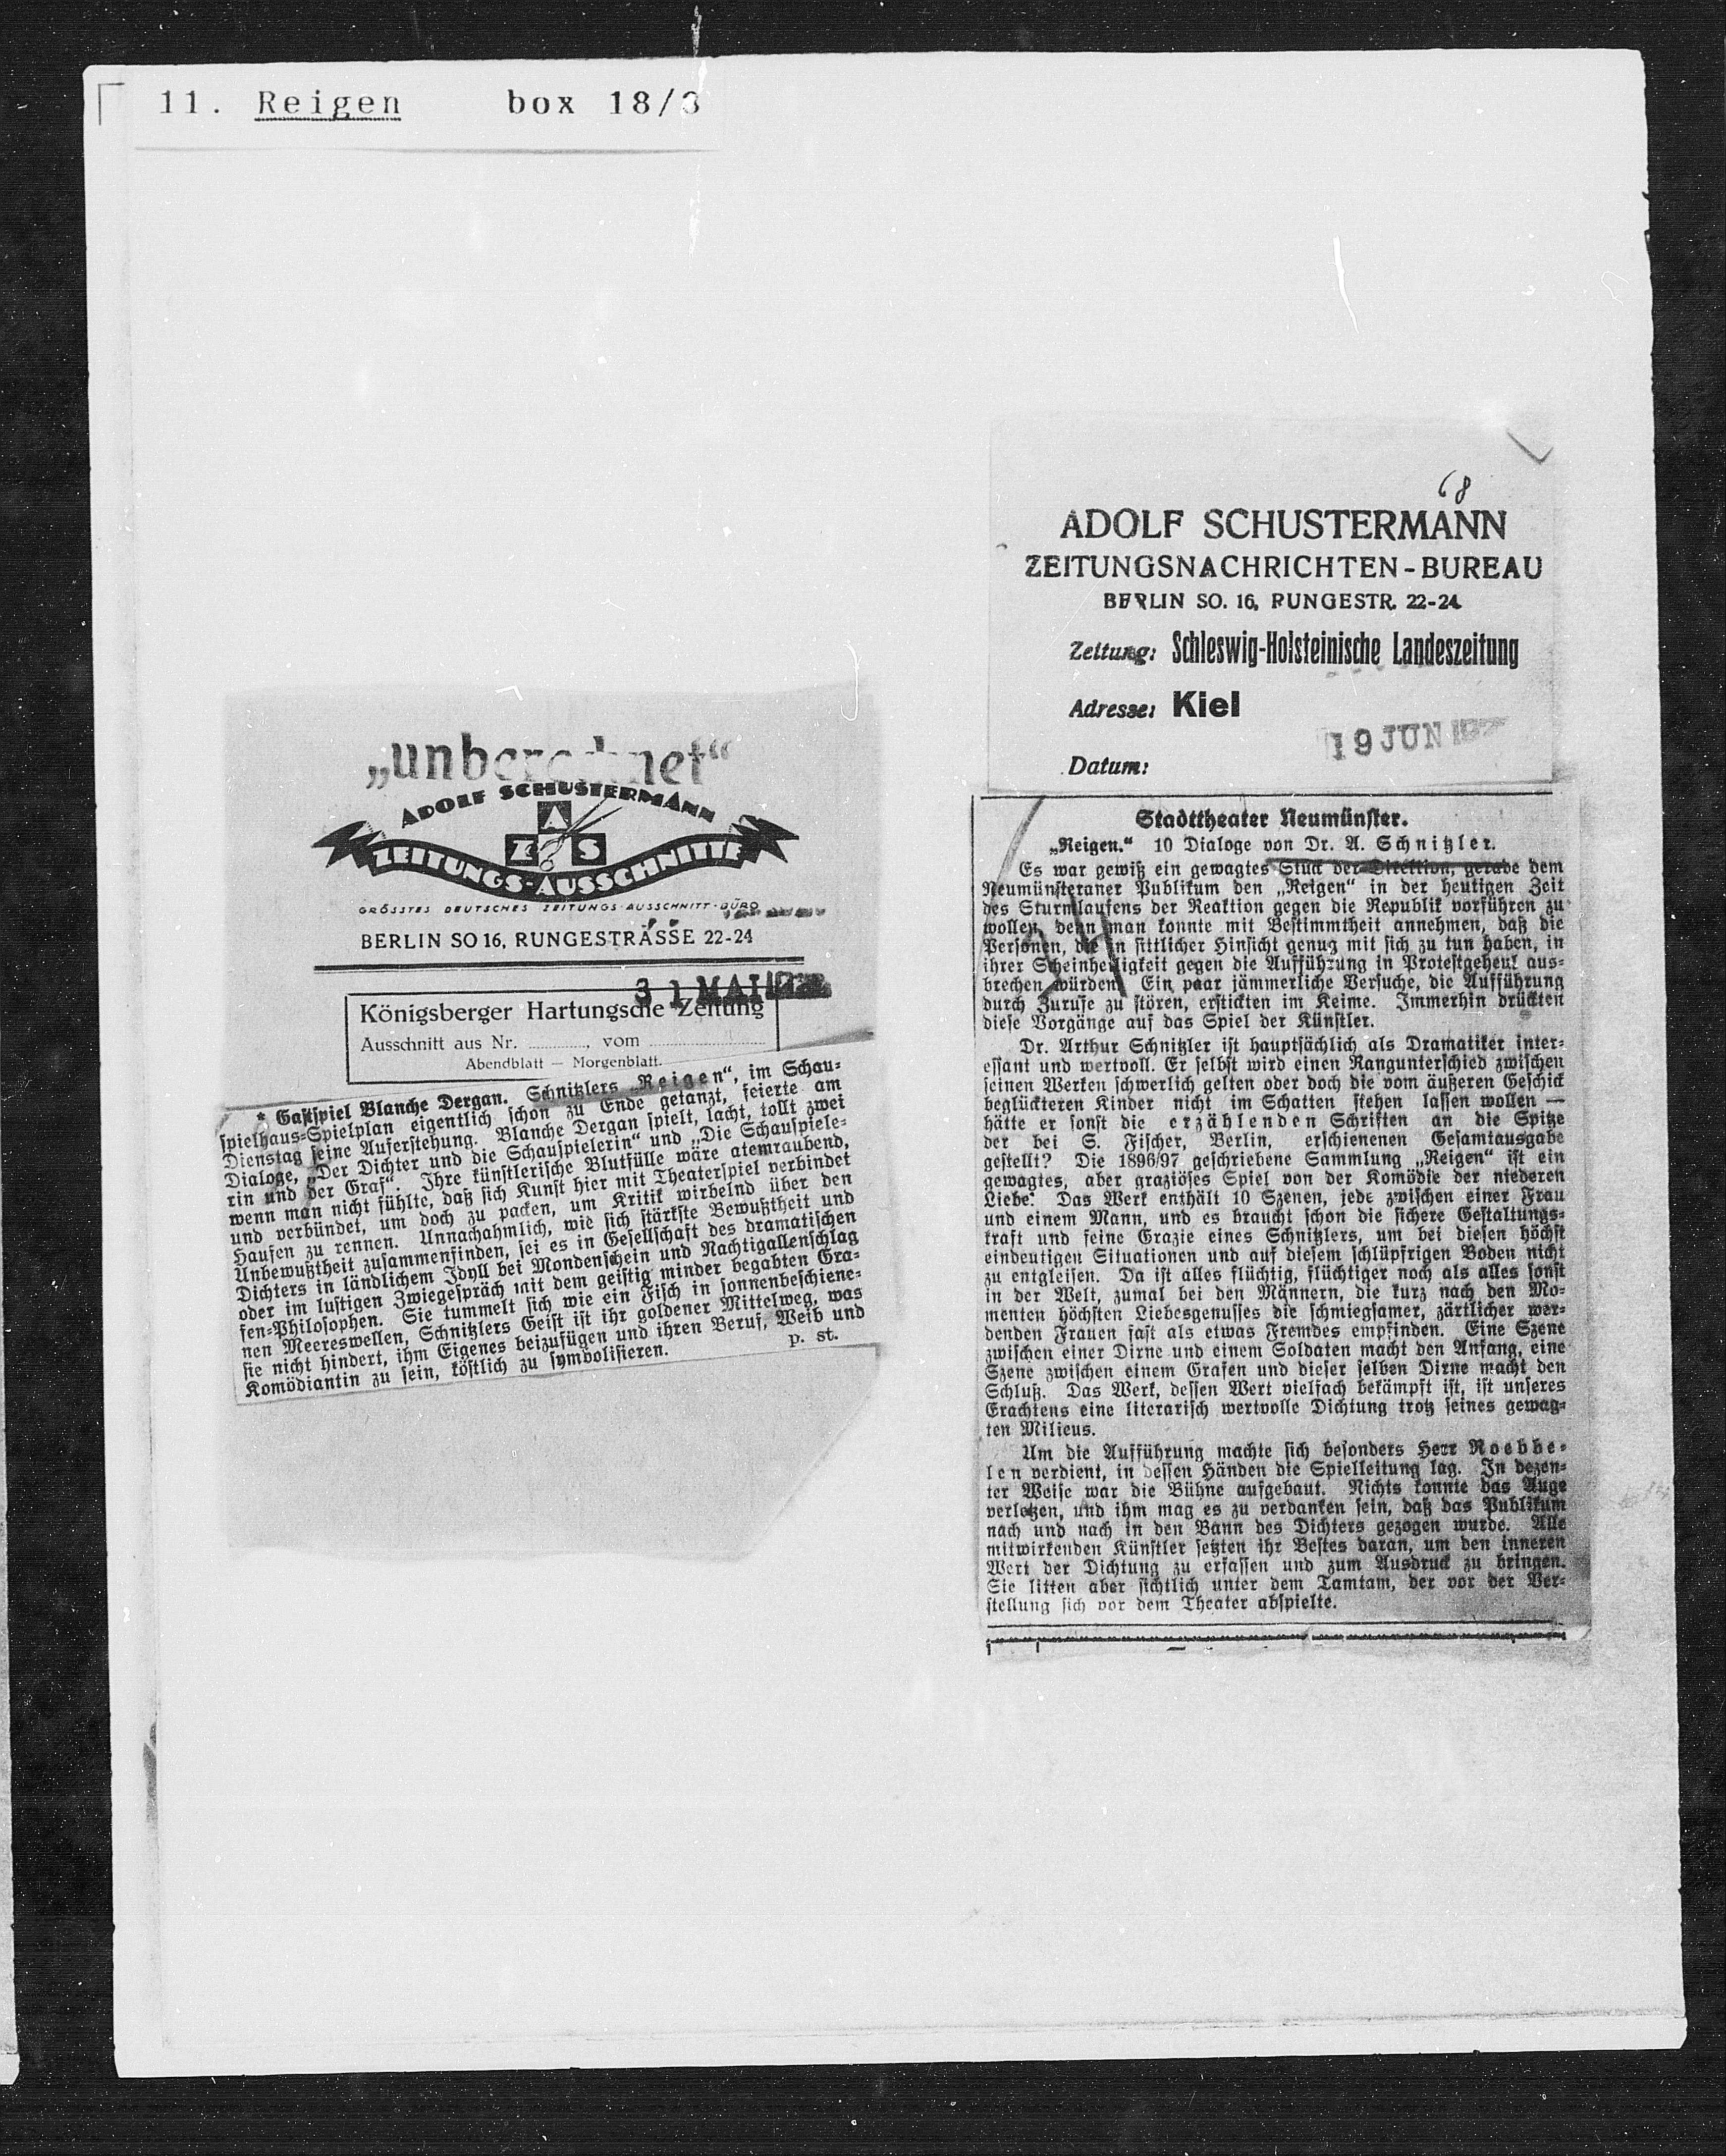 11. Reigen box 18/3
„unberechnet“
ADOLF SCHUSTERMANN
A
Z S
ZEITUNGS-AUSSCHNITTE
GRÖSSTES DEUTSCHES ZEITUNGS-AUSSCHNITT-BÜRO
BERLIN SO 16, RUNGESTRASSE 22-24
31 MAI
Königsberger Hartungsche Zeitung
Ausschnitt aus Nr. ........, vom ........
Abendblatt — Morgenblatt.
* Gastspiel Blanche Dergan. Schnitzlers „Reigen“, im Schau-
spielhaus-Spielplan eigentlich schon zu Ende getanzt, feierte am
Dienstag seine Auferstehung. Blanche Dergan spielt, lacht, tollt zwei
Dialoge, „Der Dichter und die Schauspielerin“ und „Die Schauspiele-
rin und der Graf“. Ihre künstlerische Blutfülle wäre atemraubend,
wenn man nicht fühlte, daß sich Kunst hier mit Theaterspiel verbindet
und verbündet, um doch zu packen, um Kritik wirbelnd über den
Haufen zu rennen. Unnachahmlich, wie sich stärkste Bewußtheit und
Unbewußtheit zusammenfinden, sei es in Gesellschaft des dramatischen
Dichters in ländlichem Idyll bei Mondenschein und Nachtigallenschlag
oder im lustigen Zwiegespräch mit dem geistig minder begabten Gra-
fen-Philosophen. Sie tummelt sich wie ein Fisch in sonnenbeschiene-
nen Meereswellen, Schnitzlers Geist ist ihr goldener Mittelweg, was
sie nicht hindert, ihm Eigenes beizufügen und ihren Beruf, Weib und
Komödiantin zu sein, köstlich zu symbolisieren. p. st.
68
ADOLF SCHUSTERMANN
ZEITUNGSNACHRICHTEN-BUREAU
BERLIN SO. 16, RUNGESTR. 22-24
Zeitung: Schleswig-Holsteinische Landeszeitung
Adresse: Kiel
19 JUN
Datum:
Stadttheater Neumünster.
„Reigen.“ 10 Dialoge von Dr. A. Schnitzler.
Es war gewiß ein gewagtes Stück der Direktion, gerade dem
Neumünsteraner Publikum den „Reigen“ in der heutigen Zeit
des Sturmlaufens der Reaktion gegen die Republik vorführen zu
wollen, denn man konnte mit Bestimmtheit annehmen, daß die
Personen, die in sittlicher Hinsicht genug mit sich zu tun haben, in
ihrer Scheinheiligkeit gegen die Aufführung in Protestgeheul aus-
brechen würden. Ein paar jämmerliche Versuche, die Aufführung
durch Zurufe zu stören, erstickten im Keime. Immerhin drückten
diese Vorgänge auf das Spiel der Künstler.
Dr. Arthur Schnitzler ist hauptsächlich als Dramatiker inter-
essant und wertvoll. Er selbst wird einen Rangunterschied zwischen
seinen Werken schwerlich gelten oder doch die vom äußeren Geschick
beglückteren Kinder nicht im Schatten stehen lassen wollen —
hätte er sonst die erzählenden Schriften an die Spitze
der bei S. Fischer, Berlin, erschienenen Gesamtausgabe
gestellt? Die 1896/97 geschriebene Sammlung „Reigen“ ist ein
gewagtes, aber graziöses Spiel von der Komödie der niederen
Liebe. Das Werk enthält 10 Szenen, jede zwischen einer Frau
und einem Mann, und es braucht schon die sichere Gestaltungs-
kraft und feine Grazie eines Schnitzlers, um bei diesen höchst
eindeutigen Situationen und auf diesem schlüpfrigen Boden nicht
zu entgleisen. Da ist alles flüchtig, flüchtiger noch als alles sonst
in der Welt, zumal bei den Männern, die kurz nach den Mo-
menten höchsten Liebesgenusses die schmiegsamer, zärtlicher wer-
denden Frauen fast als etwas Fremdes empfinden. Eine Szene
zwischen einer Dirne und einem Soldaten macht den Anfang, eine
Szene zwischen einem Grafen und dieser selben Dirne macht den
Schluß. Das Werk, dessen Wert vielfach bekämpft ist, ist unseres
Erachtens eine literarisch wertvolle Dichtung trotz seines gewag-
ten Milieus.
Um die Aufführung machte sich besonders Herr Roebbe-
len verdient, in dessen Händen die Spielleitung lag. In dezen-
ter Weise war die Bühne aufgebaut. Nichts konnte das Auge
verletzen, und ihm mag es zu verdanken sein, daß das Publikum
nach und nach in den Bann des Dichters gezogen wurde. Alle
mitwirkenden Künstler setzten ihr Bestes daran, um den inneren
Wert der Dichtung zu erfassen und zum Ausdruck zu bringen.
Sie litten aber sichtlich unter dem Tamtam, der vor der Ver-
stellung sich vor dem Theater abspielte.